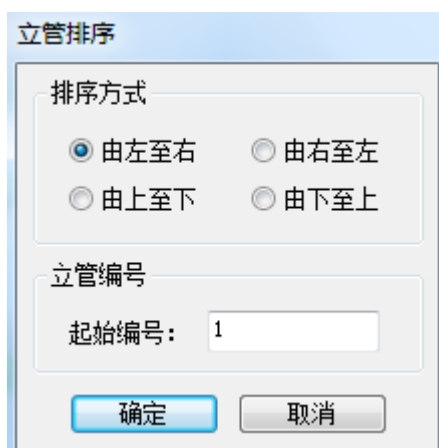 立管排序
排序方式
由左至右 由右至左
由上至下 由下至上
立管编号
起始编号: 1
确定 取消